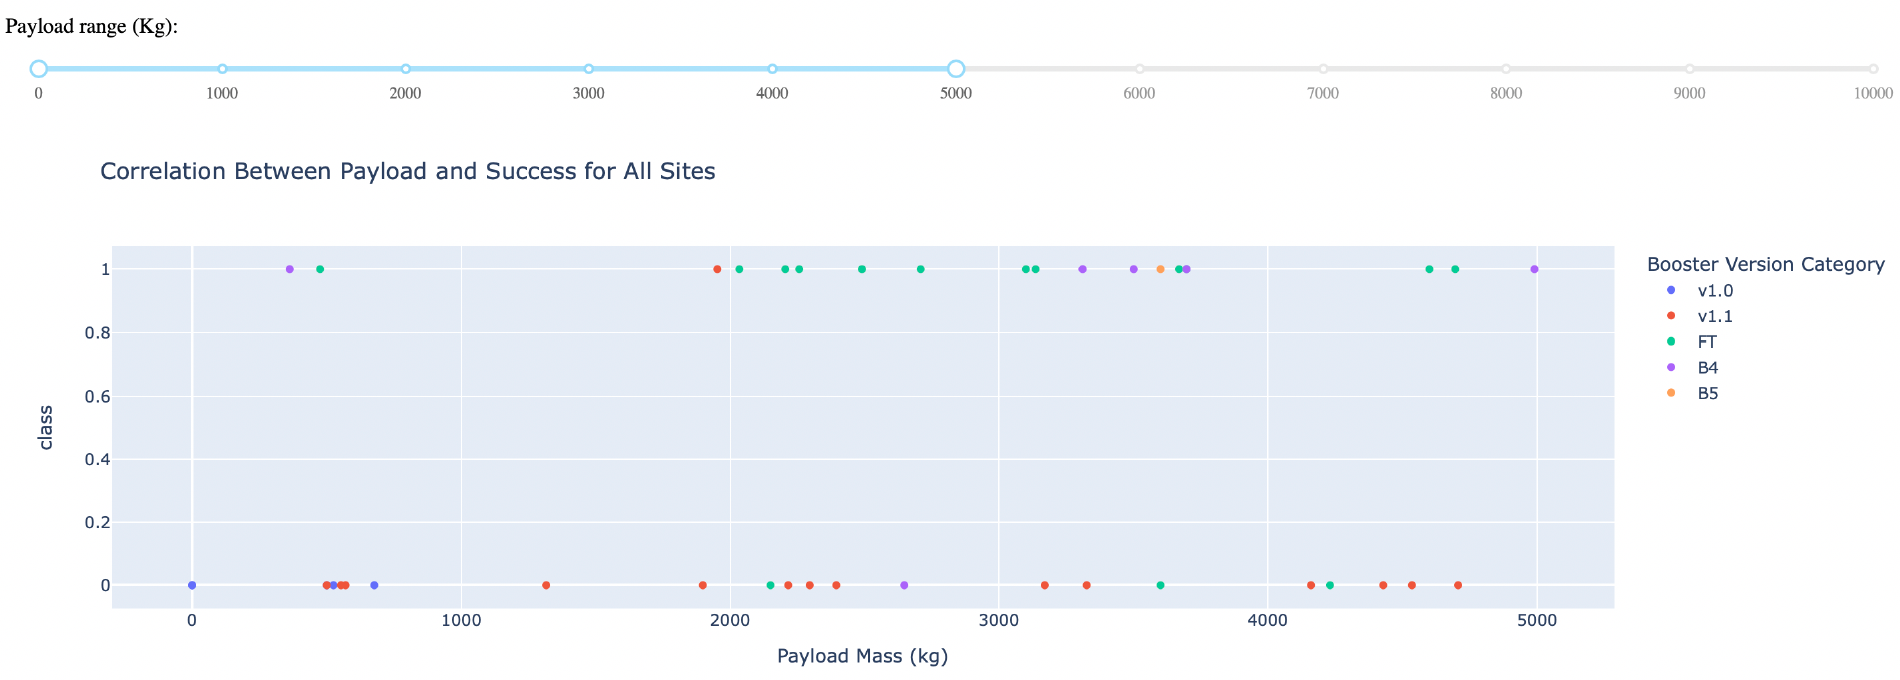 Payload range (Kg):
0 1000 2000 3000 4000 5000 6000 7000 8000 9000 10000
Correlation Between Payload and Success for All Sites
Booster Version Category
v1.0
v1.1
FT
B4
B5
1
0.8
0.6
0.4
0.2
0
class
0 1000 2000 3000 4000 5000
Payload Mass (kg)